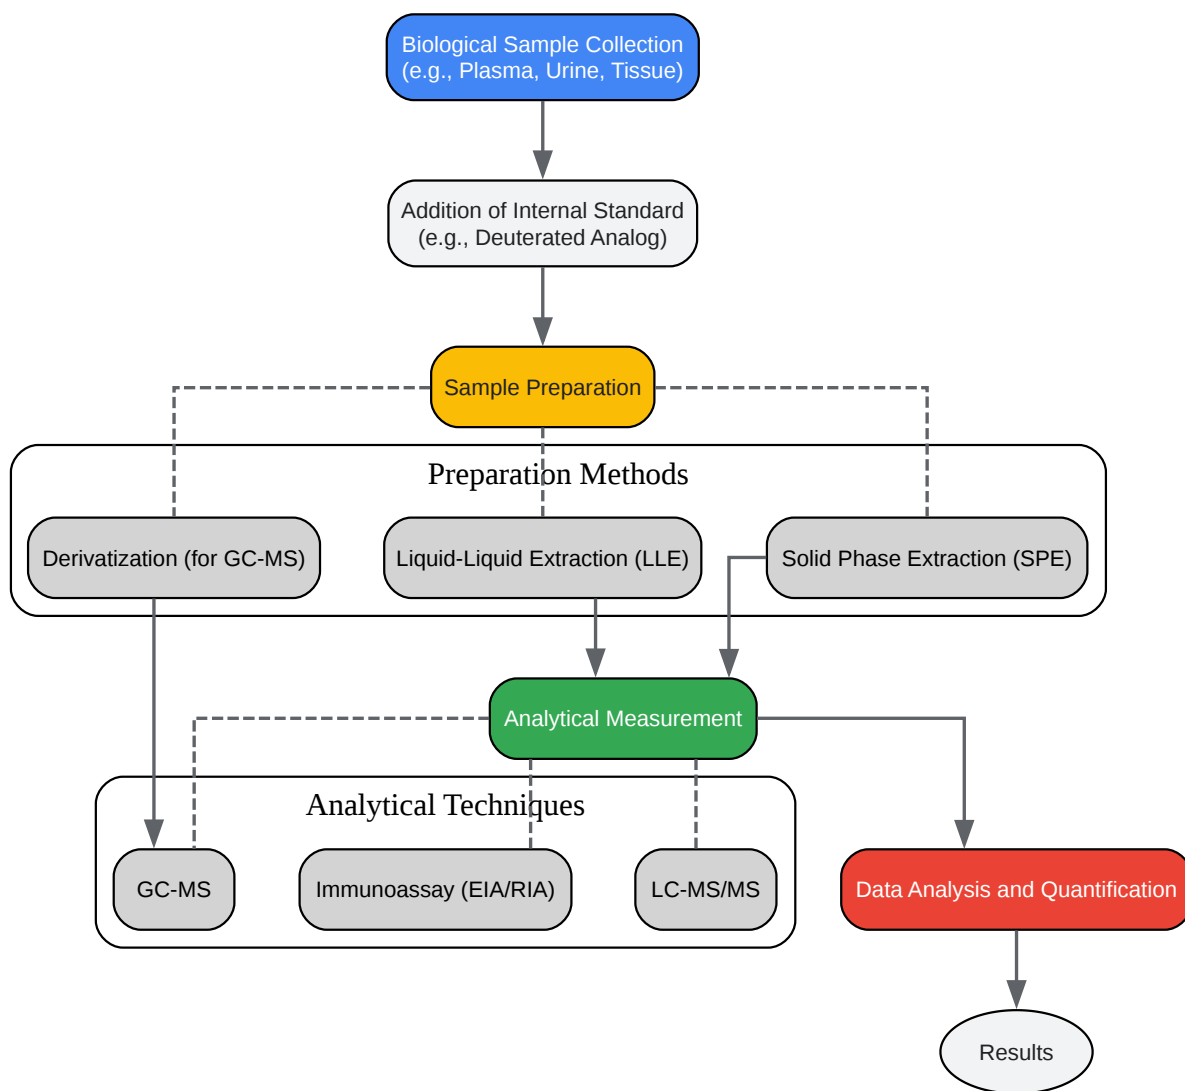 Biological Sample Collection
(e.g., Plasma, Urine, Tissue)
Addition of Internal Standard
(e.g., Deuterated Analog)
Sample Preparation
Preparation Methods
Derivatization (for GC-MS)
Liquid-Liquid Extraction (LLE)
Solid Phase Extraction (SPE)
Analytical Measurement
Analytical Techniques
GC-MS
Immunoassay (EIA/RIA)
LC-MS/MS
Data Analysis and Quantification
Results